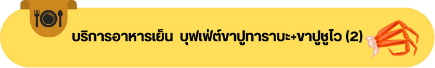 บริการอาหารเย็น บุฟเฟ่ต์ขาปูทาราบะ+ขาปูซูไว (2)